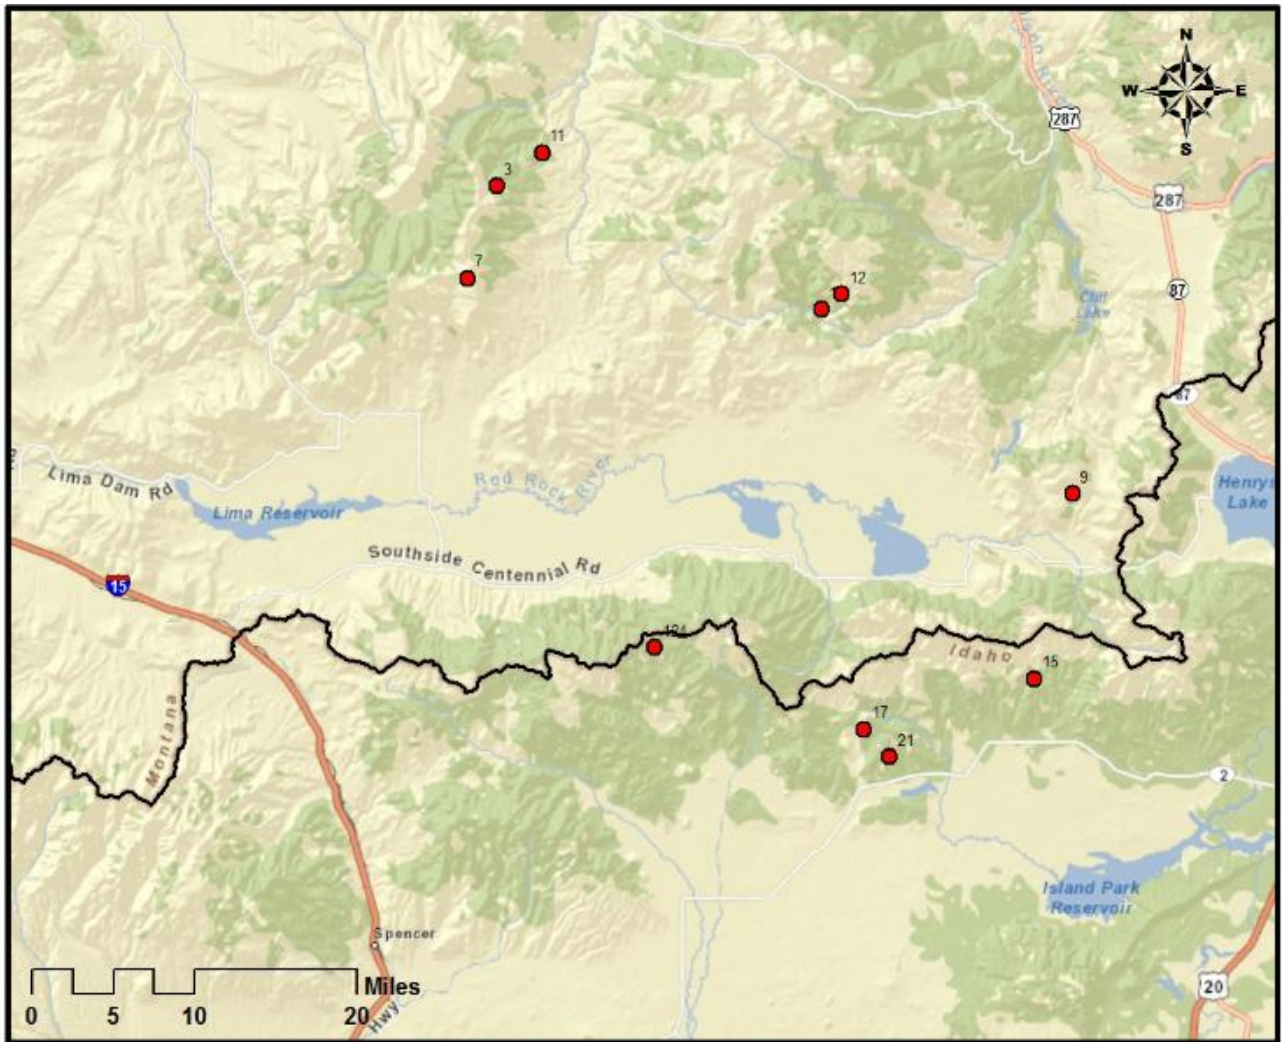 N
W E
S
287
11
3
287
7
12
87
Cliff
Lake
87
9
Lima Dam Rd
Red Rock River
Henrys
Lake
Lima Reservoir
Southside Centennial Rd
15
Idaho
15
Montana
17
21
2
Island Park
Reservoir
Spencer
Miles
0 5 10 20
Hwy
20